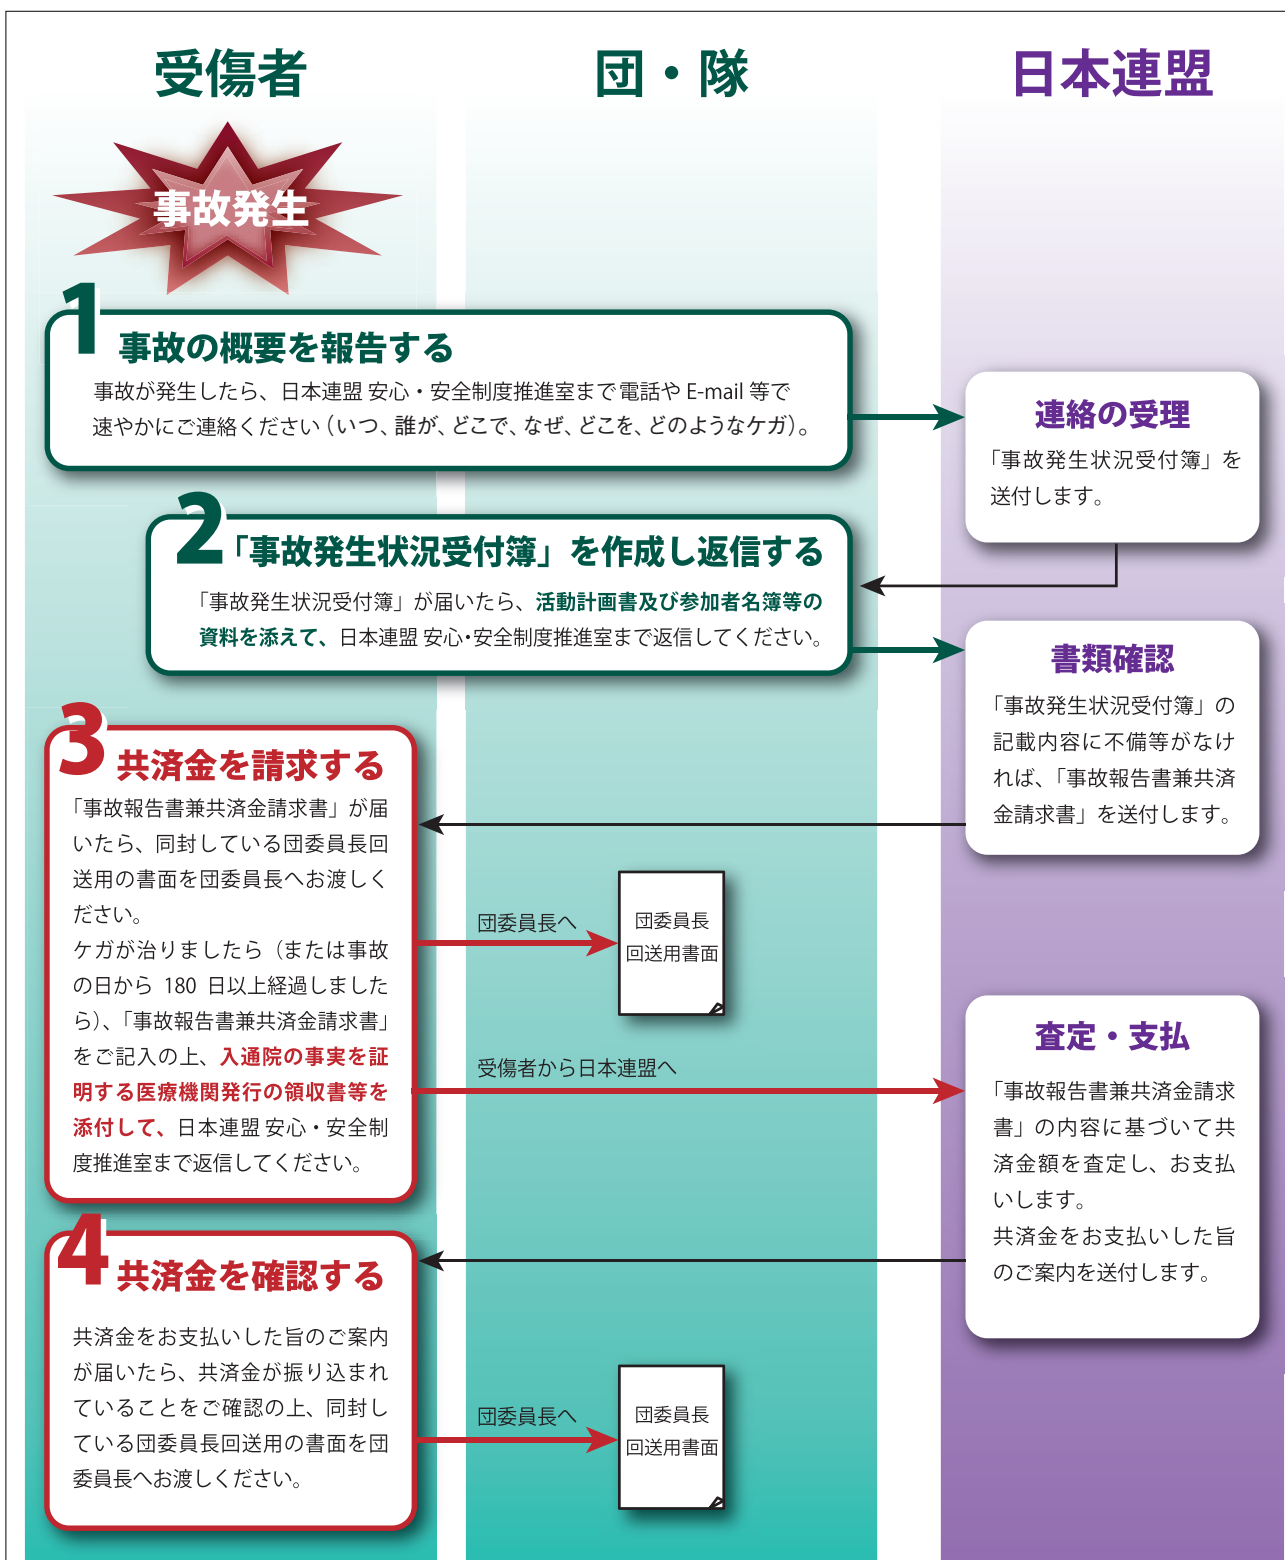 受傷者
団・隊
日本連盟
事故発生
1
事故の概要を報告する
事故が発生したら、日本連盟 安心・安全制度推進室まで電話や E-mail 等で
速やかにご連絡ください（いつ、誰が、どこで、なぜ、どこを、どのようなケガ）。
連絡の受理
「事故発生状況受付簿」を
送付します。
2
「事故発生状況受付簿」を作成し返信する
「事故発生状況受付簿」が届いたら、活動計画書及び参加者名簿等の
資料を添えて、日本連盟 安心・安全制度推進室まで返信してください。
書類確認
「事故発生状況受付簿」の
記載内容に不備等がなけ
れば、「事故報告書兼共済
金請求書」を送付します。
3
共済金を請求する
「事故報告書兼共済金請求書」が届
いたら、同封している団委員長回
送用の書面を団委員長へお渡しく
ださい。
ケガが治りましたら（または事故
の日から 180 日以上経過しました
ら）、「事故報告書兼共済金請求書」
をご記入の上、入通院の事実を証
明する医療機関発行の領収書等を
添付して、日本連盟 安心・安全制
度推進室まで返信してください。
団委員長へ
団委員長
回送用書面
受傷者から日本連盟へ
査定・支払
「事故報告書兼共済金請求
書」の内容に基づいて共
済金額を査定し、お支払
いします。
共済金をお支払いした旨
のご案内を送付します。
4
共済金を確認する
共済金をお支払いした旨のご案内
が届いたら、共済金が振り込まれ
ていることをご確認の上、同封し
ている団委員長回送用の書面を団
委員長へお渡しください。
団委員長へ
団委員長
回送用書面